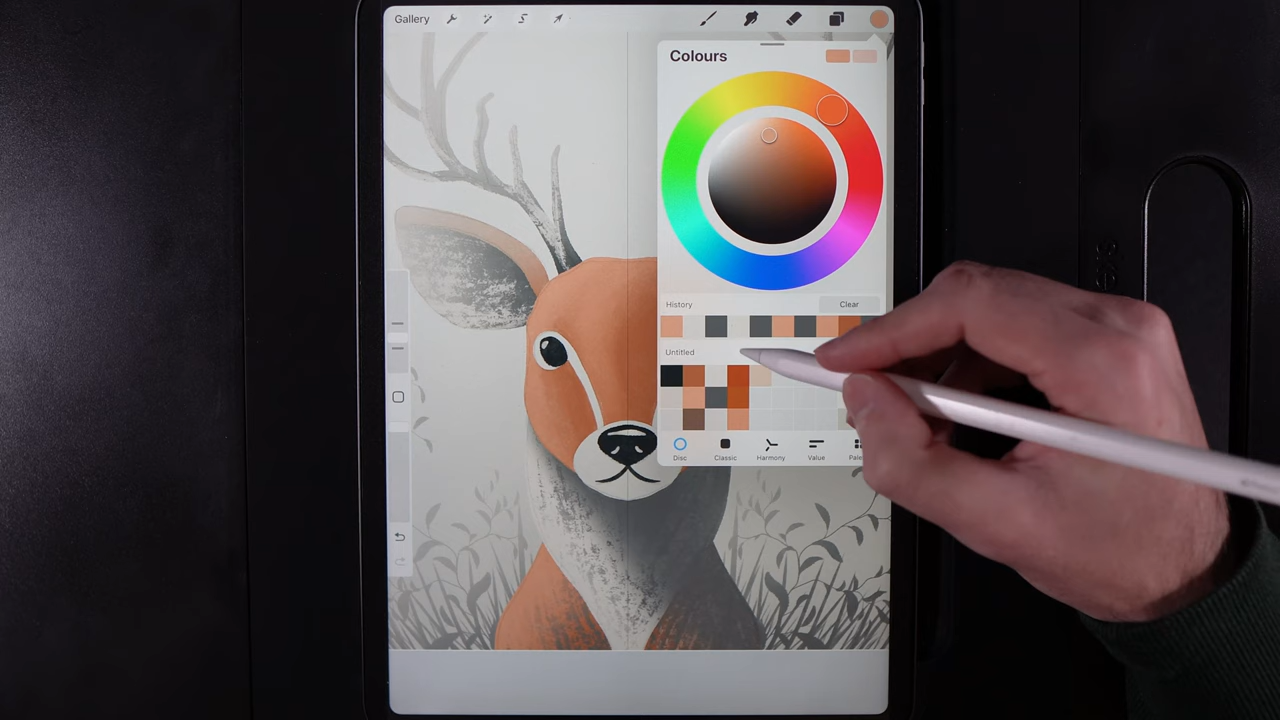 Gallery
Colours
History
Clear
Untitled
Disc
Classic
Harmony
Value